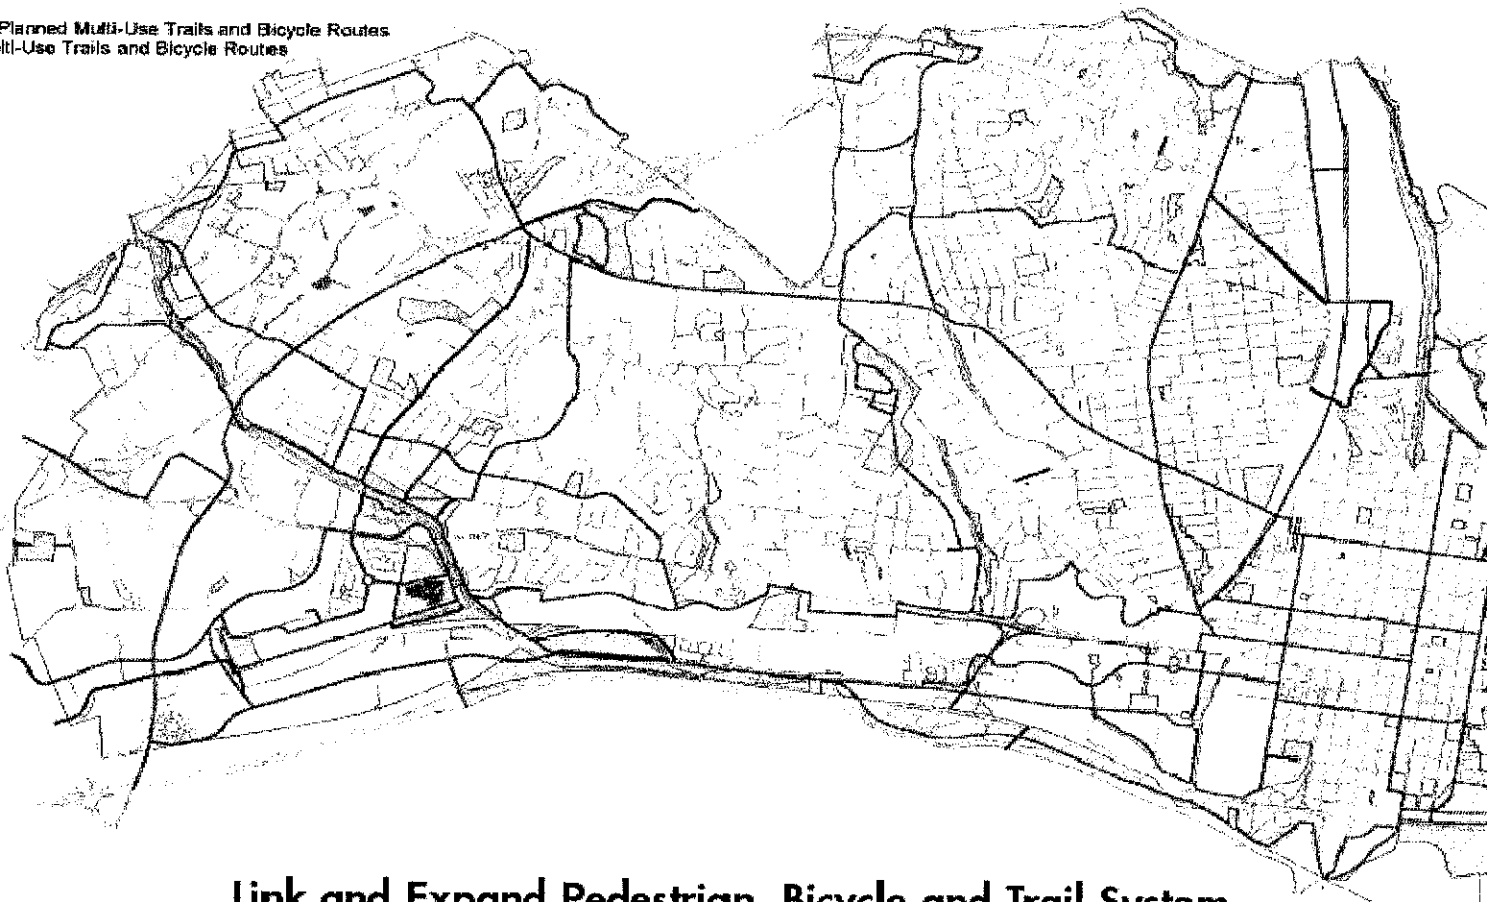 Planned Multi-Use Trails and Bicycle Routes
lti-Use Trails and Bicycle Routes
Link and Expand Pedestrian, Bicycle and Trail System